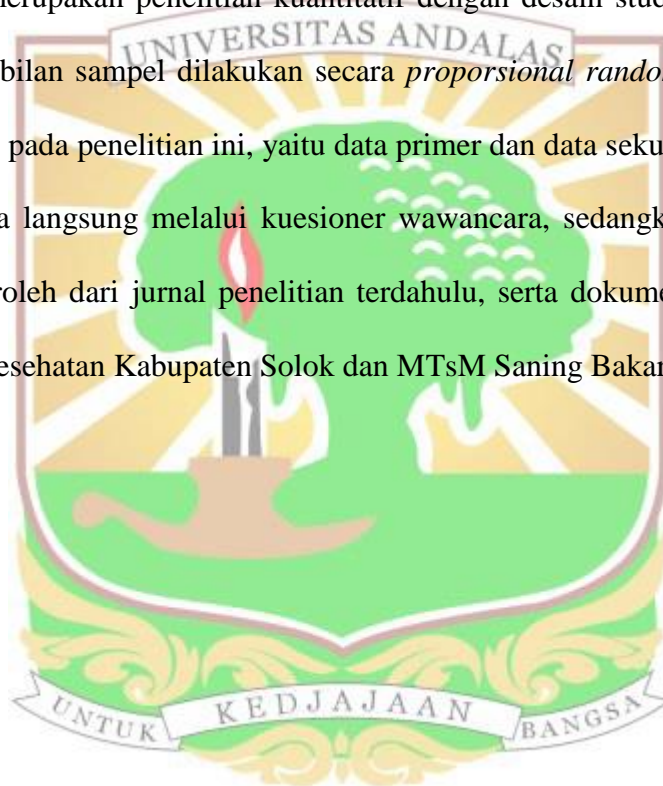 merupakan penelitian kuantitatif dengan desain stud
UNIVERSITAS ANDALAS
bilan sampel dilakukan secara proporsional rando
pada penelitian ini, yaitu data primer dan data seku
a langsung melalui kuesioner wawancara, sedangk
roleh dari jurnal penelitian terdahulu, serta dokume
esehatan Kabupaten Solok dan MTsM Saning Bakar
UNTUK KEDJAJAAN BANGSA